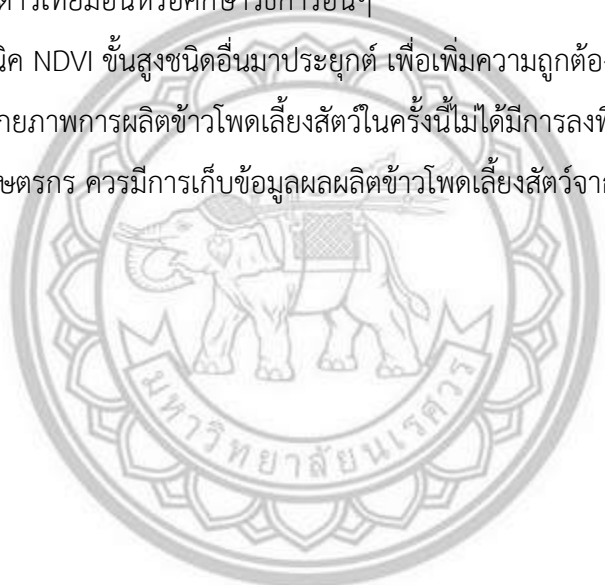 ดาวเทียมอื่นหรือศึกษาวิธีการอื่นๆ
นิค NDVI ขั้นสูงชนิดอื่นมาประยุกต์ เพื่อเพิ่มความถูกต้อง
กยภาพการผลิตข้าวโพดเลี้ยงสัตว์ในครั้งนี้ไม่ได้มีการลงพื
ษตรกร ควรมีการเก็บข้อมูลผลผลิตข้าวโพดเลี้ยงสัตว์จาก
มหาวิทยาลัยนเรศวร